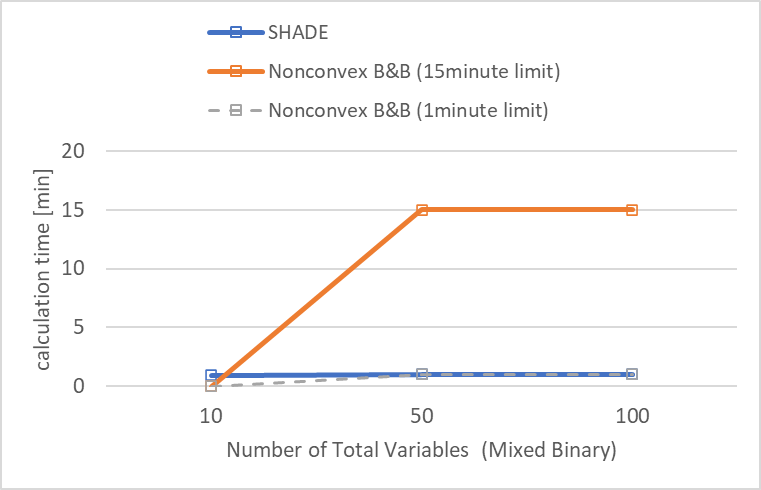 SHADE
Nonconvex B&B (15minute limit)
Nonconvex B&B (1minute limit)
20
15
10
5
0
calculation time [min]
10 50 100
Number of Total Variables (Mixed Binary)